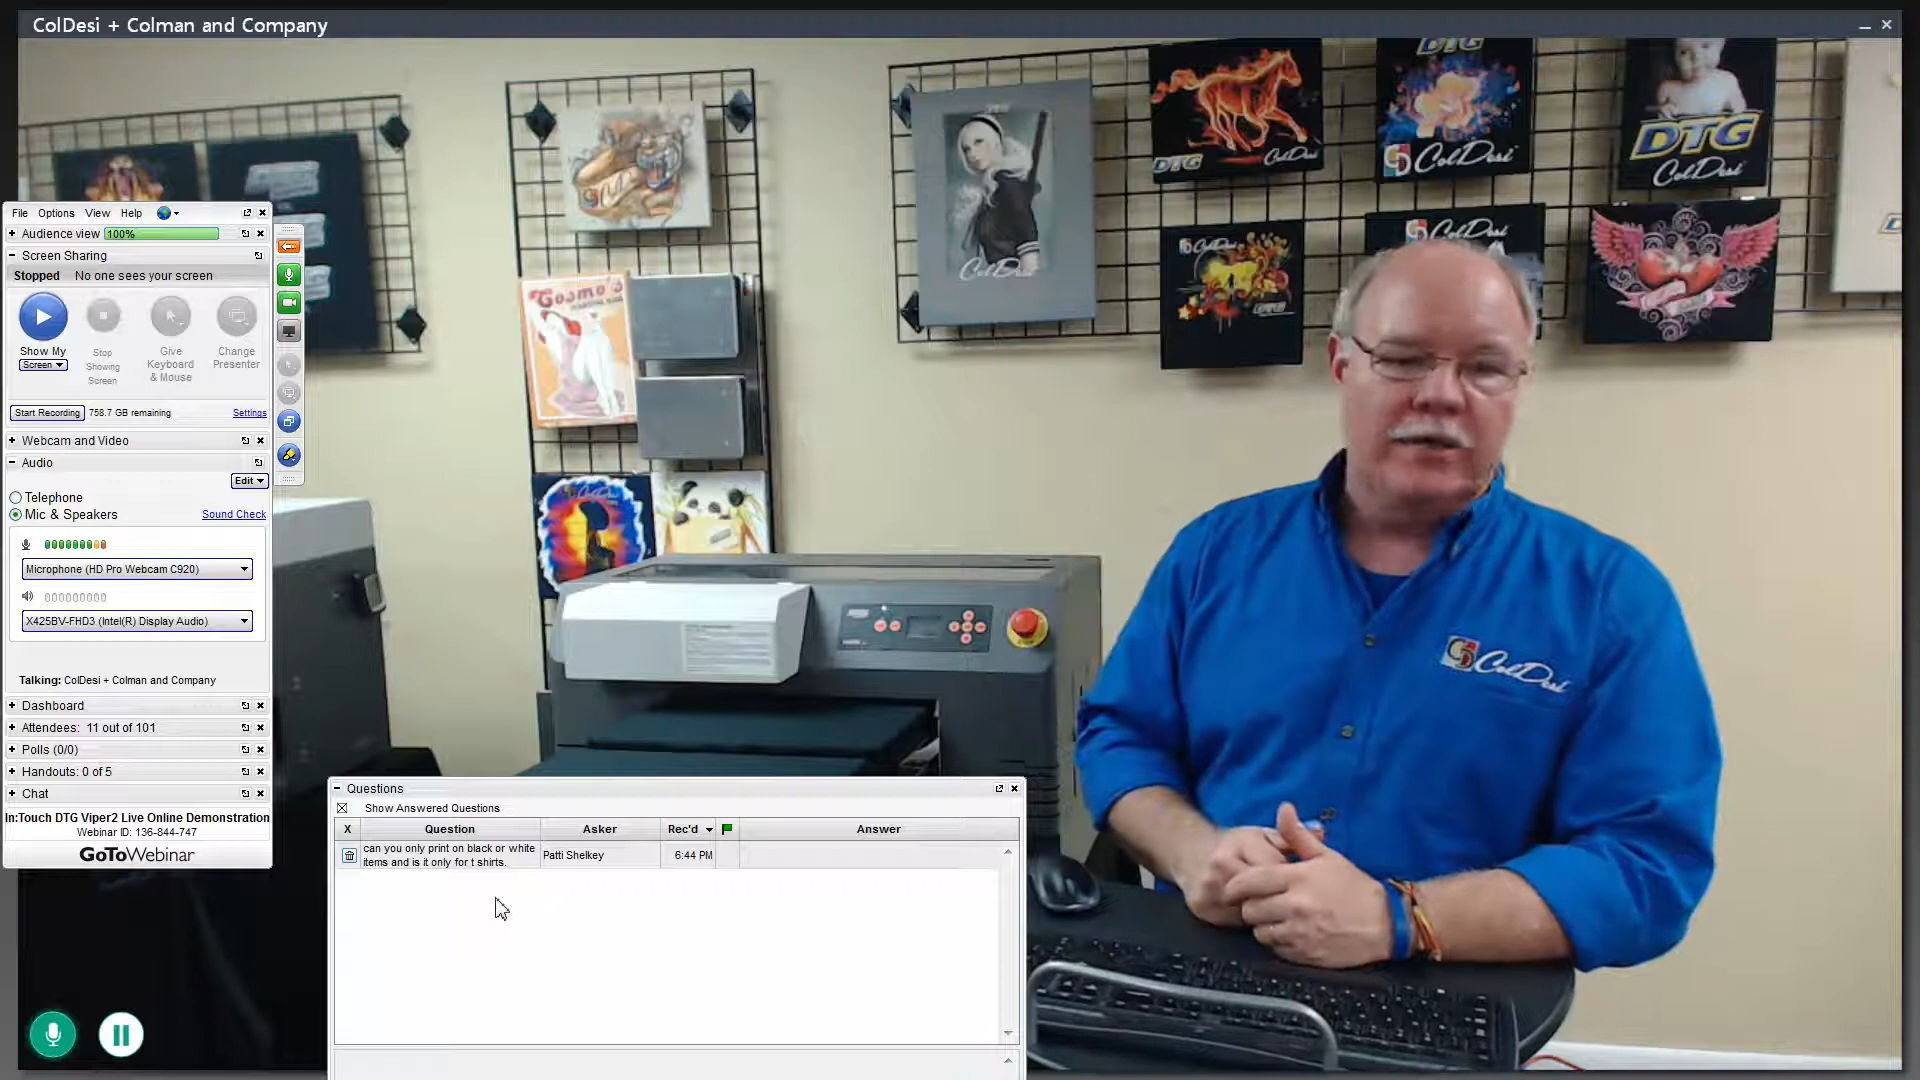 ColDesi + Colman and Company
DTG
DTG
ColDesi
ColDesi
DTG
ColDesi
ColDesi
Cosmo's
ColDesi
File Options View Help
Audience view 100%
Screen Sharing
Stopped No one sees your screen
Show My
Screen
Stop
Showing
Screen
Give
Keyboard
& Mouse
Change
Presenter
Start Recording 758.7 GB remaining Settings
Webcam and Video
Audio
Edit
Telephone
Mic & Speakers Sound Check
Microphone (HD Pro Webcam C920)
X425BV-FHD3 (Intel(R) Display Audio)
Talking: ColDesi + Colman and Company
Dashboard
Attendees: 11 out of 101
Polls (0/0)
Handouts: 0 of 5
Chat
In:Touch DTG Viper2 Live Online Demonstration
Webinar ID: 136-844-747
GoToWebinar
Questions
Show Answered Questions
X Question Asker Rec'd Answer
can you only print on black or white
items and is it only for t shirts.
Patti Shelkey 6:44 PM